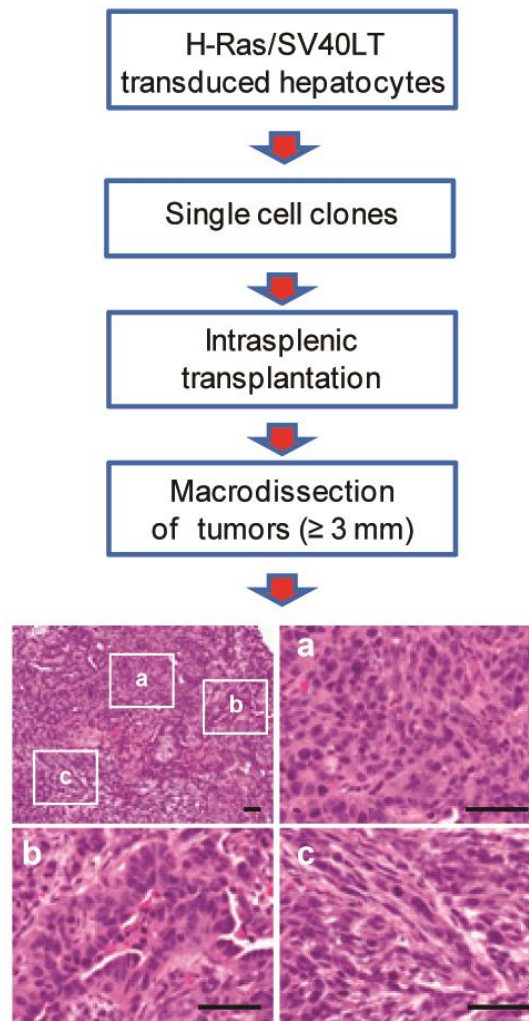 H-Ras/SV40LT
transduced hepatocytes
Single cell clones
Intrasplenic
transplantation
Macrodissection
of tumors (≥ 3 mm)
a
b
c
a
b
c